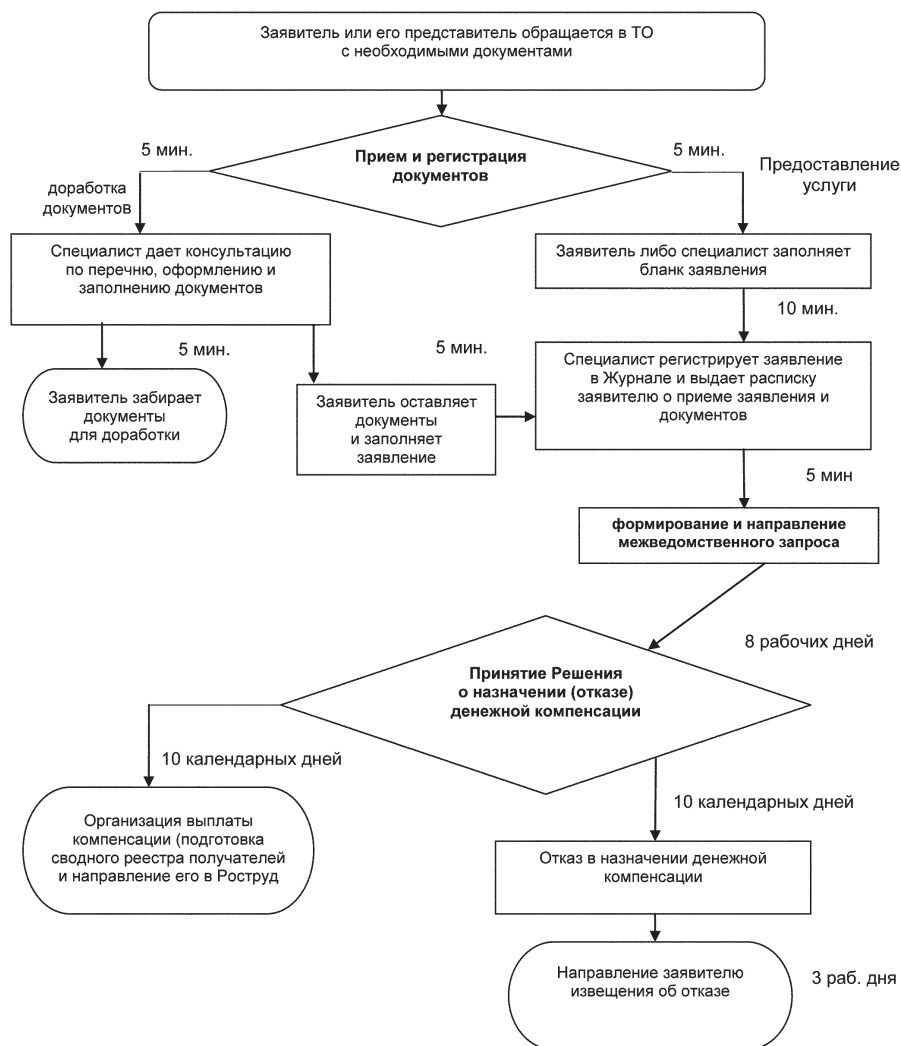 Заявитель или его представитель обращается в ТО
с необходимыми документами
5 мин.
Прием и регистрация
документов
5 мин.
Предоставление
услуги
доработка
документов
Специалист дает консультацию
по перечню, оформлению и
заполнению документов
Заявитель либо специалист заполняет
бланк заявления
10 мин.
5 мин.
5 мин.
Специалист регистрирует заявление
в Журнале и выдает расписку
заявителю о приеме заявления и
документов
Заявитель забирает
документы
для доработки
Заявитель оставляет
документы
и заполняет
заявление
5 мин
формирование и направление
межведомственного запроса
8 рабочих дней
Принятие Решения
о назначении (отказе)
денежной компенсации
10 календарных дней
10 календарных дней
Организация выплаты
компенсации (подготовка
сводного реестра получателей
и направление его в Роструд
Отказ в назначении денежной
компенсации
Направление заявителю
извещения об отказе
3 раб. дня